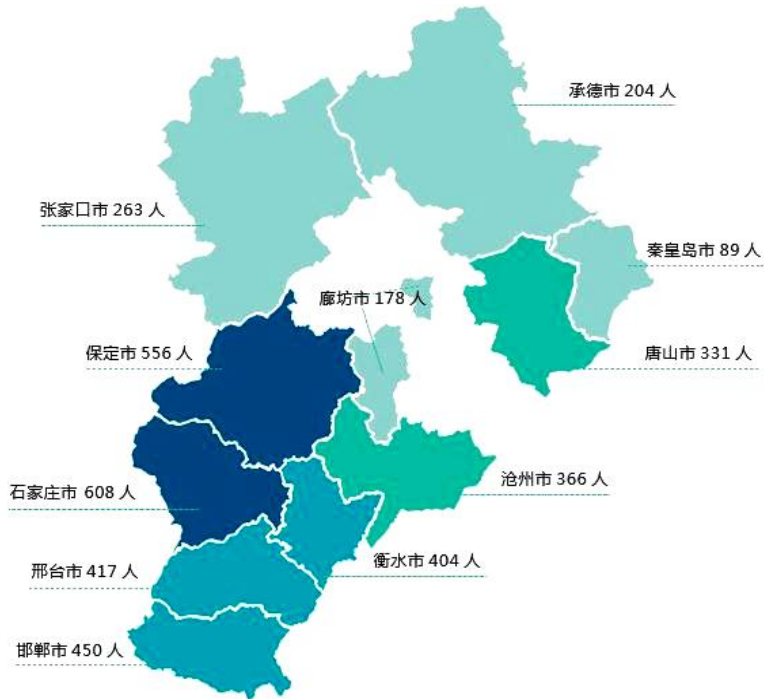 承德市 204 人
张家口市 263 人
秦皇岛市 89 人
廊坊市 178 人
保定市 556 人
唐山市 331 人
沧州市 366 人
石家庄市 608 人
衡水市 404 人
邢台市 417 人
邯郸市 450 人